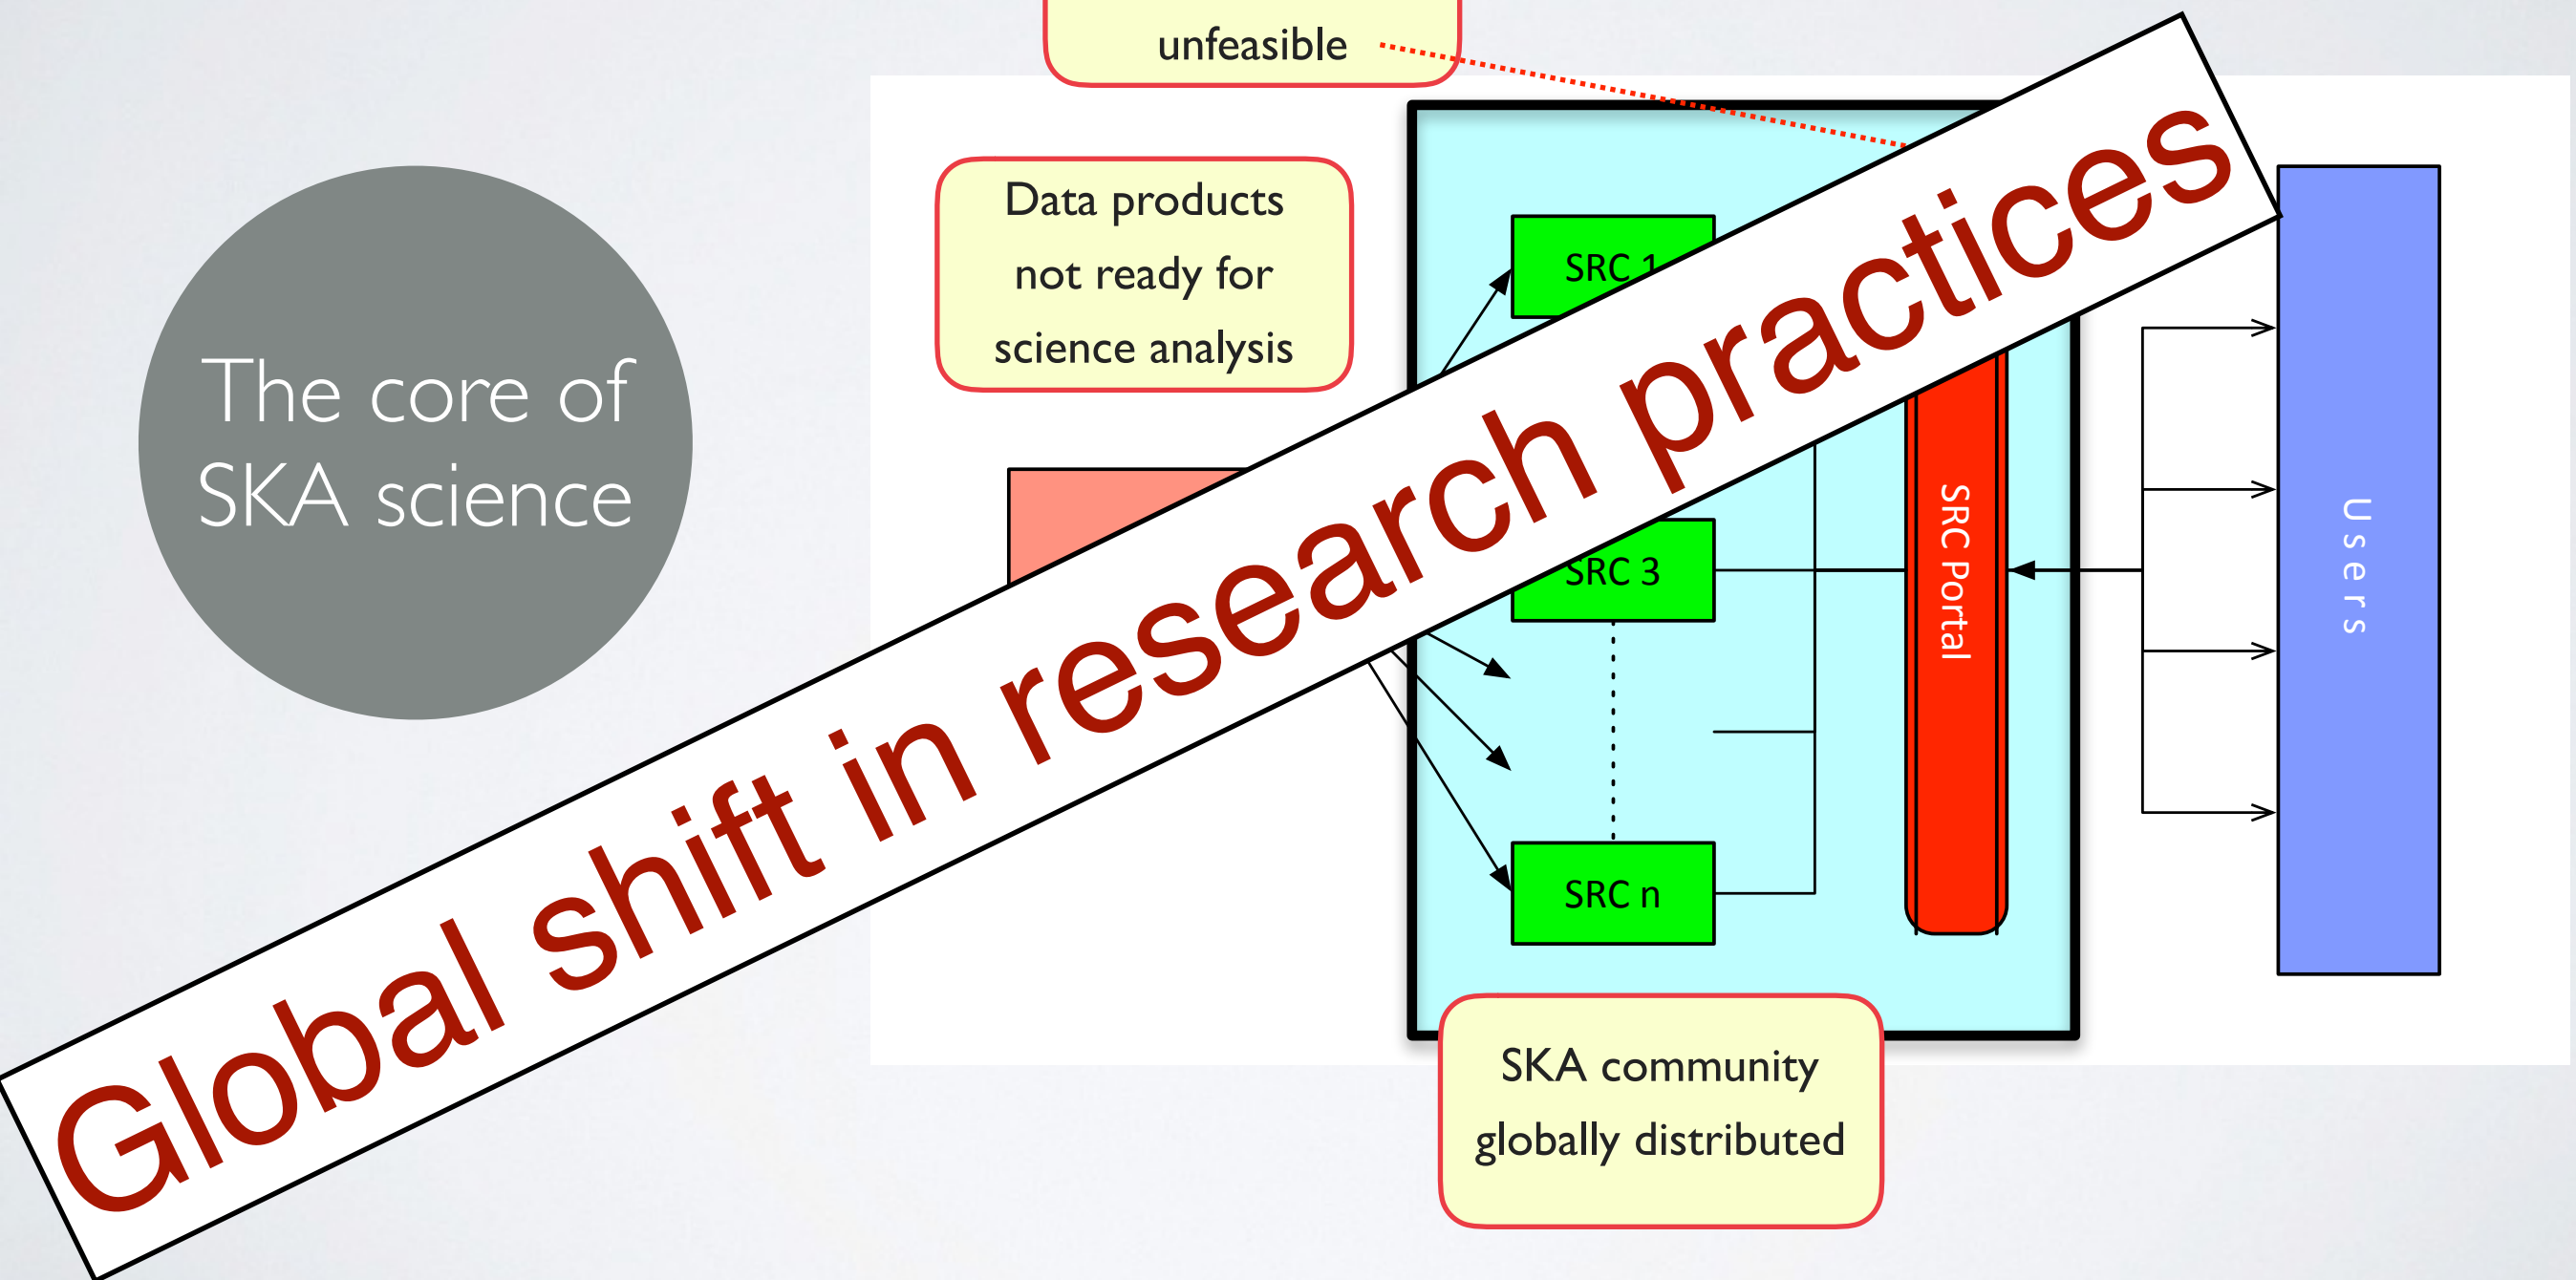 unfeasible
Data products
not ready for
science analysis
The core of
SKA science
SRC 1
SRC 3
SRC n
SRC Portal
Users
Global shift in research practices
SKA community
globally distributed